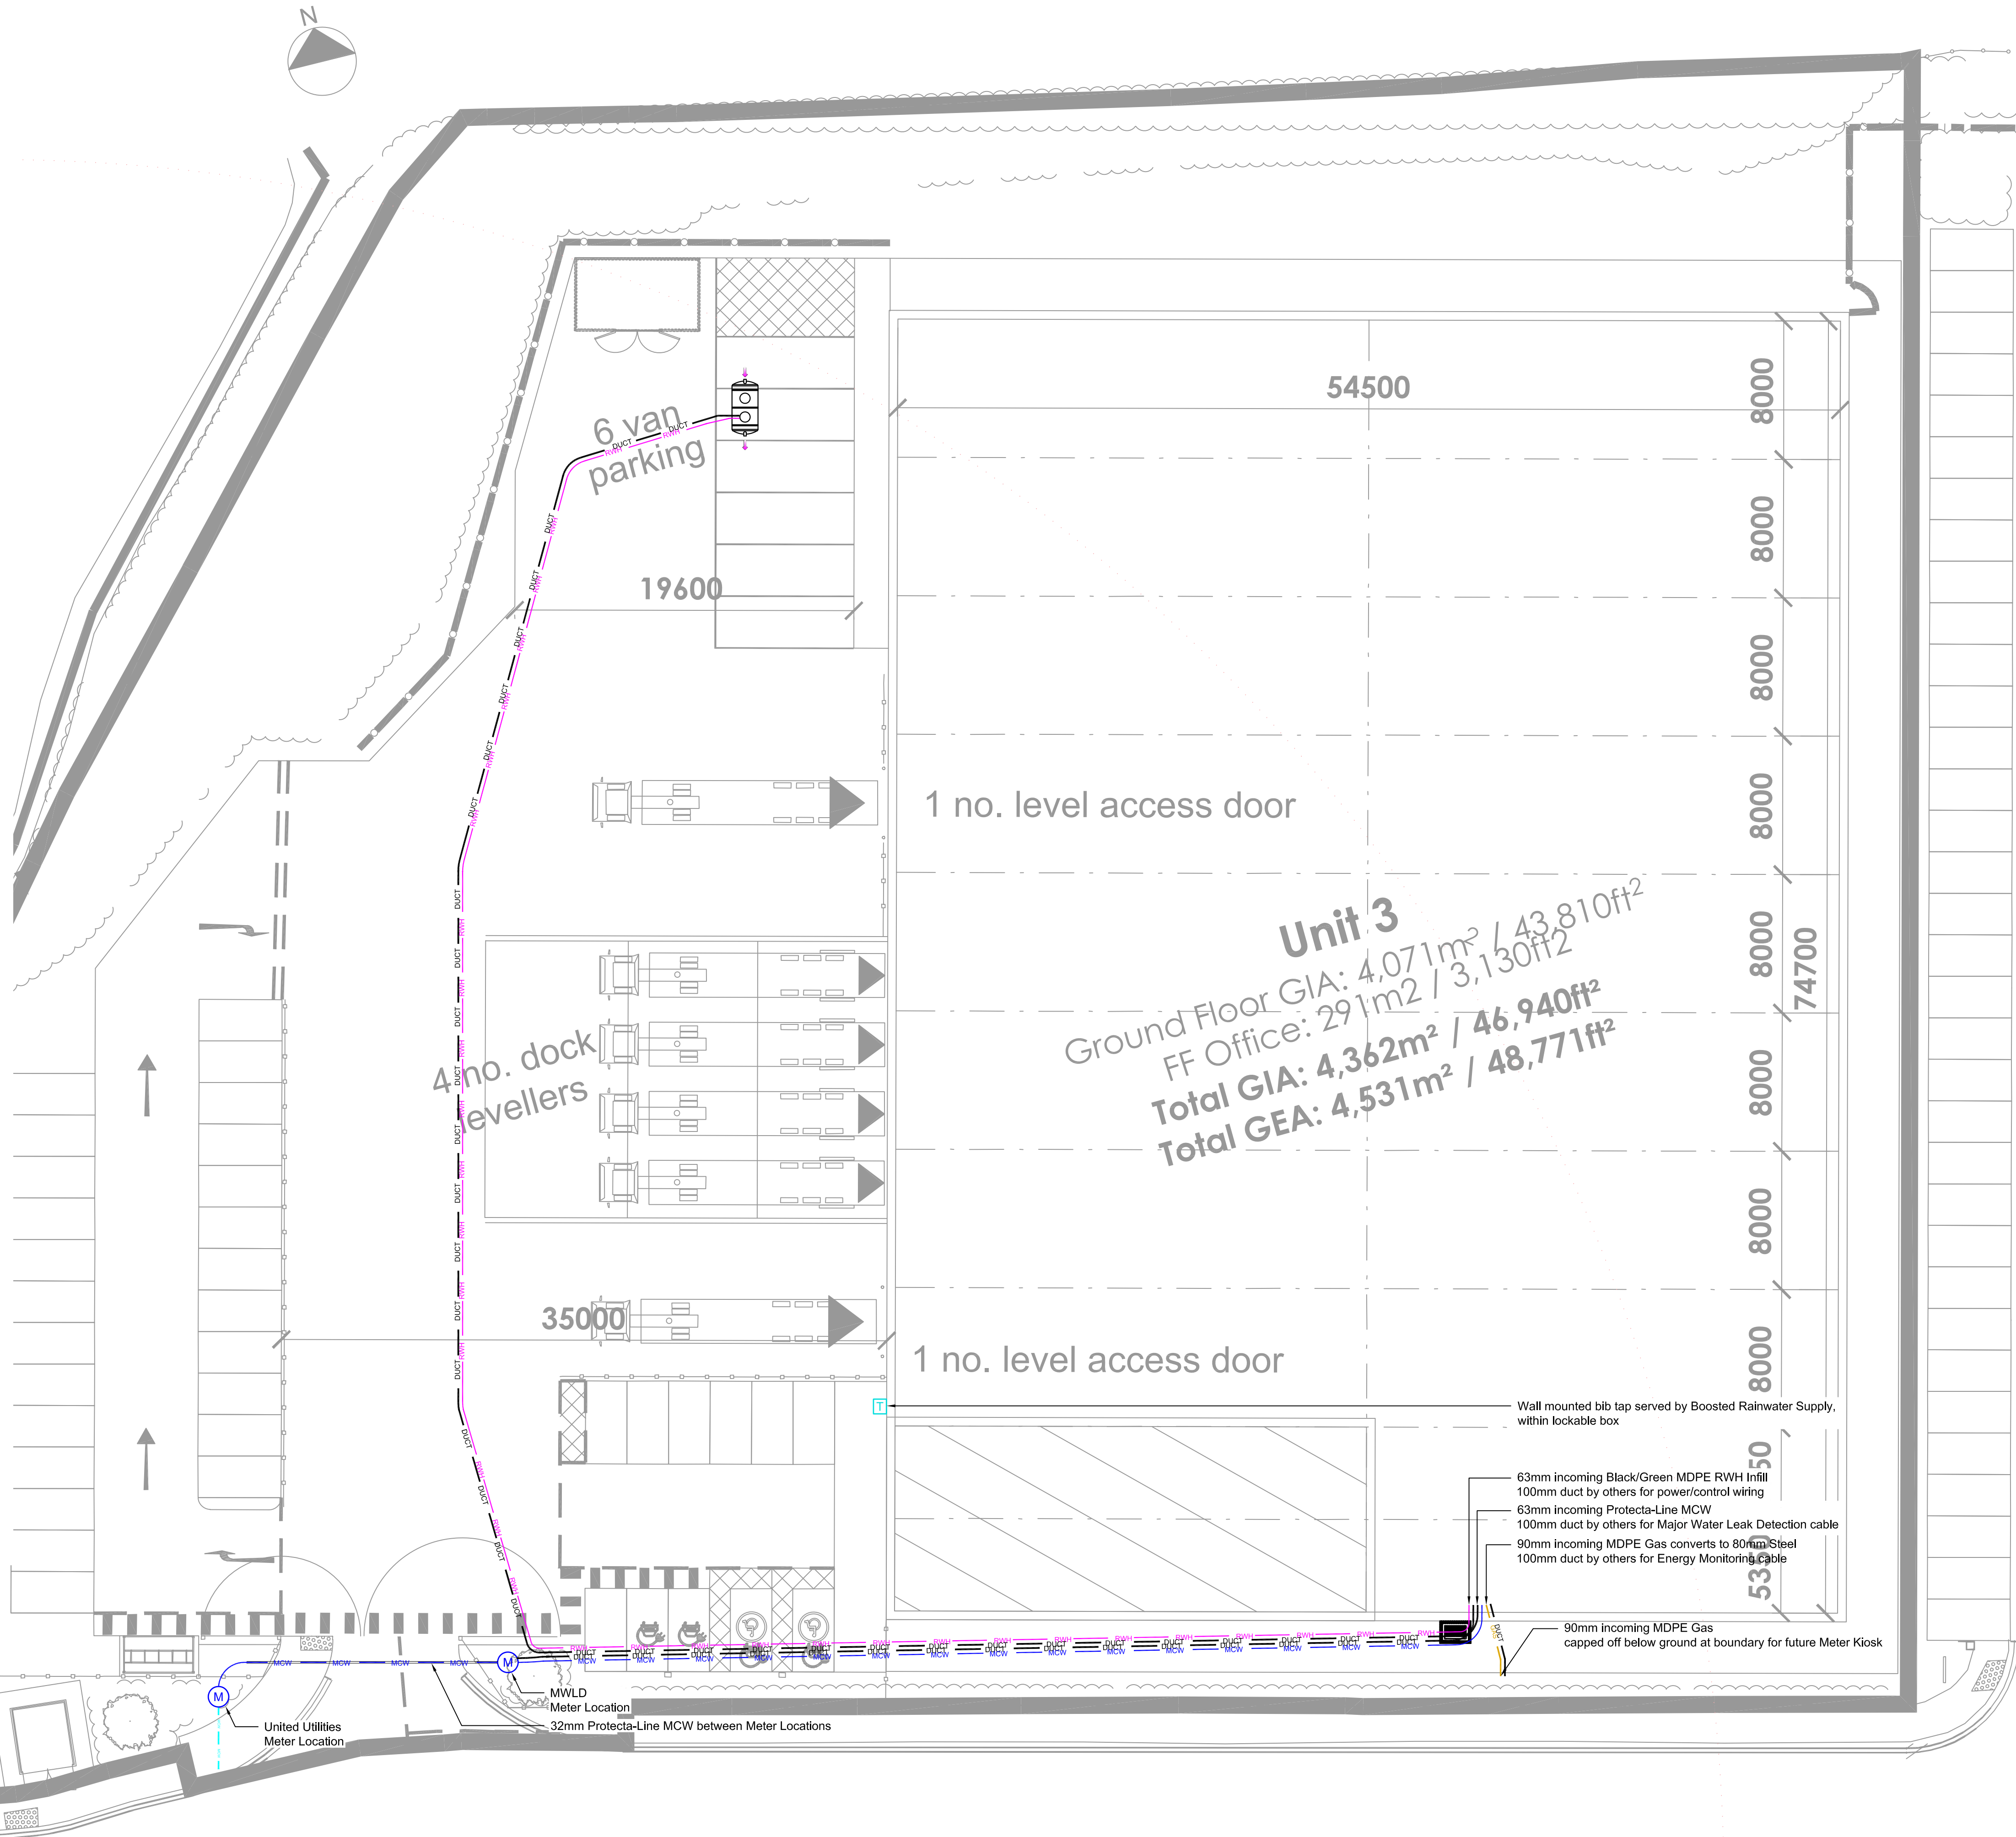 N
54500
8000
6 van
parking
8000
19600
8000
1 no. level access door
8000
Unit 3
Ground Floor GIA: 4,071m² / 43,810ft²
FF Office: 291m2 / 3,130ft2
Total GIA: 4,362m² / 46,940ft²
Total GEA: 4,531m² / 48,771ft²
8000
74700
4 no. dock
levellers
8000
8000
35000
1 no. level access door
8000
T
Wall mounted bib tap served by Boosted Rainwater Supply,
within lockable box
63mm incoming Black/Green MDPE RWH Infill
100mm duct by others for power/control wiring
63mm incoming Protecta-Line MCW
100mm duct by others for Major Water Leak Detection cable
90mm incoming MDPE Gas converts to 80mm Steel
100mm duct by others for Energy Monitoring cable
5350
90mm incoming MDPE Gas
capped off below ground at boundary for future Meter Kiosk
DUCT
RWH
MCW
M
M
MWLD
Meter Location
32mm Protecta-Line MCW between Meter Locations
United Utilities
Meter Location